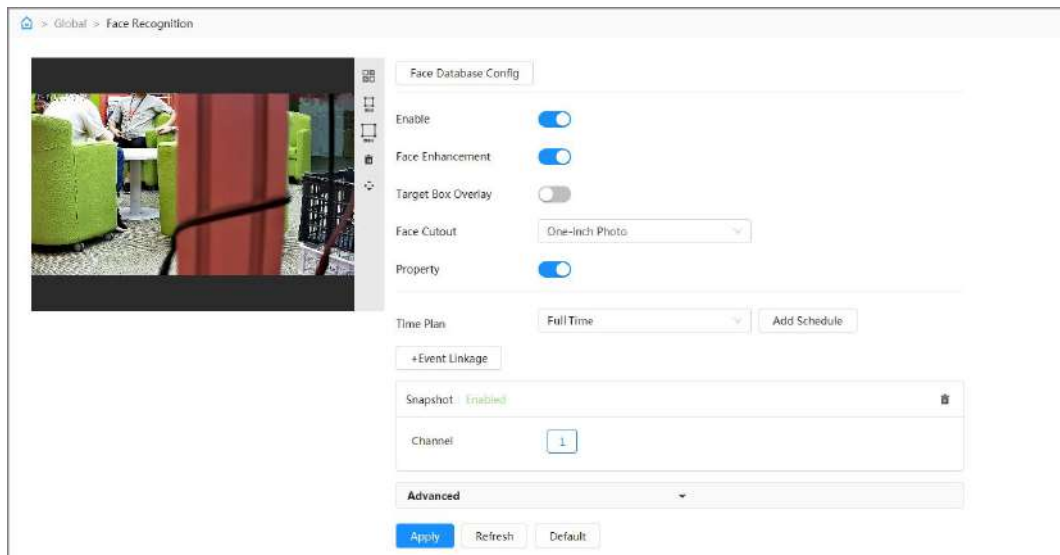 > Global > Face Recognition
Face Database Config
Enable
Face Enhancement
Target Box Overlay
Face Cutout One-Inch Photo
Property
Time Plan Full Time Add Schedule
+Event Linkage
Snapshot Enabled
Channel 1
Advanced
Apply Refresh Default